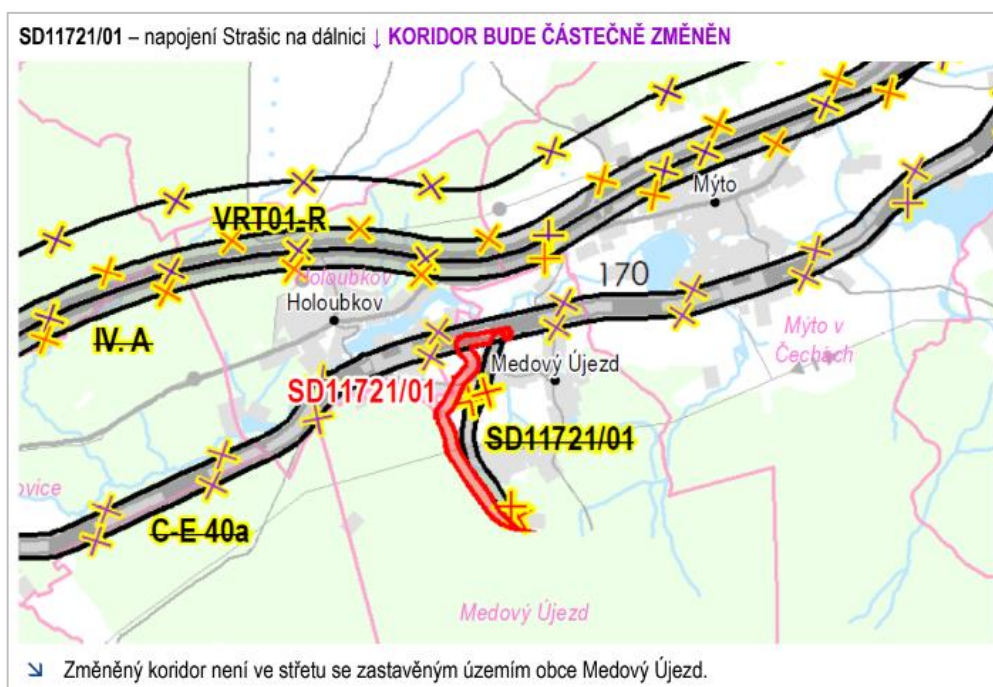 SD11721/01 – napojení Strašic na dálnici ↓ KORIDOR BUDE ČÁSTEČNĚ ZMĚNĚN
VRT01-R
Mýto
Holoubkov
170
Holoubkov
IV. A
Mýto v
Čechách
Medový Újezd
SD11721/01
SD11721/01
ovice
C-E 40a
Medový Újezd
↘ Změněný koridor není ve střetu se zastavěným územím obce Medový Újezd.